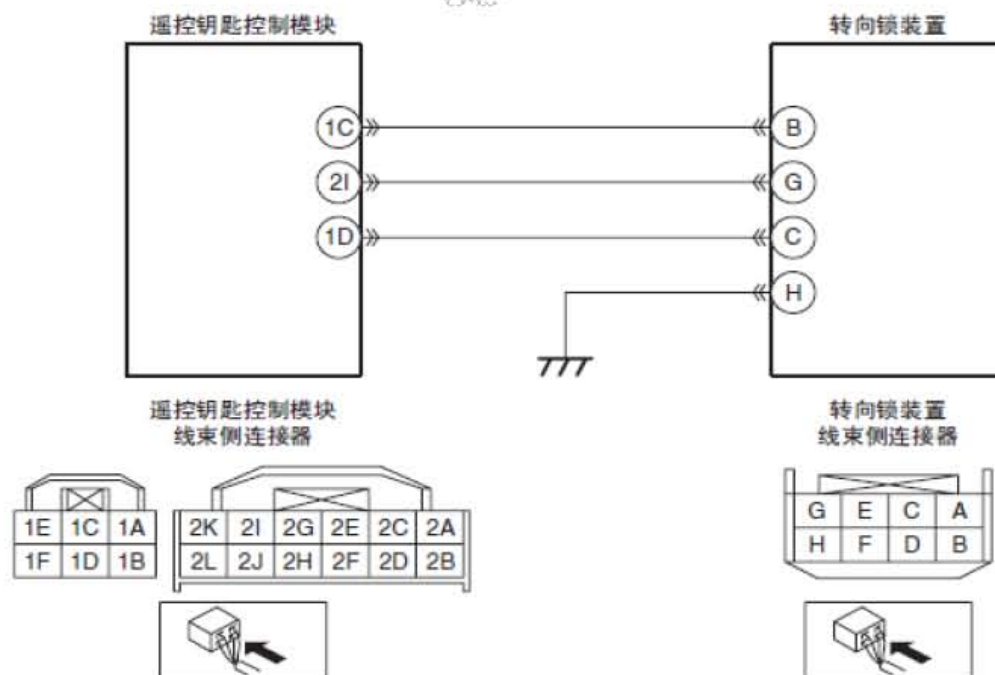 遥控钥匙控制模块
转向锁装置
1C
B
2I
G
1D
C
H
遥控钥匙控制模块
线束侧连接器
转向锁装置
线束侧连接器
1E 1C 1A
1F 1D 1B
2K 2I 2G 2E 2C 2A
2L 2J 2H 2F 2D 2B
G E C A
H F D B